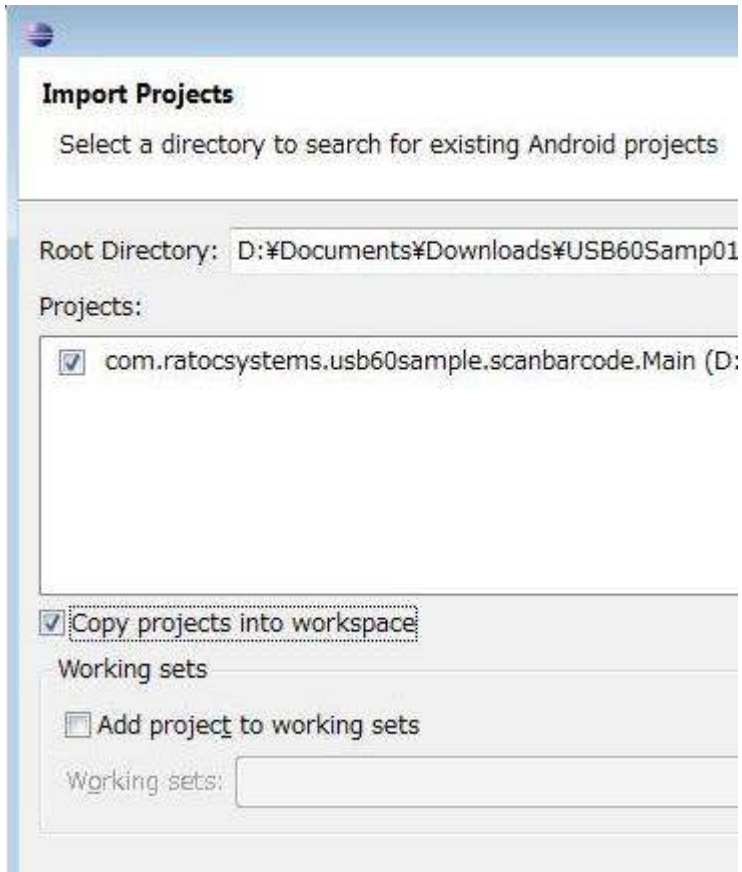 Import Projects
Select a directory to search for existing Android projects
Root Directory: D:¥Documents¥Downloads¥USB60Samp01
Projects:
com.ratocsystems.usb60sample.scanbarcode.Main (D:
Copy projects into workspace
Working sets
Add project to working sets
Working sets: